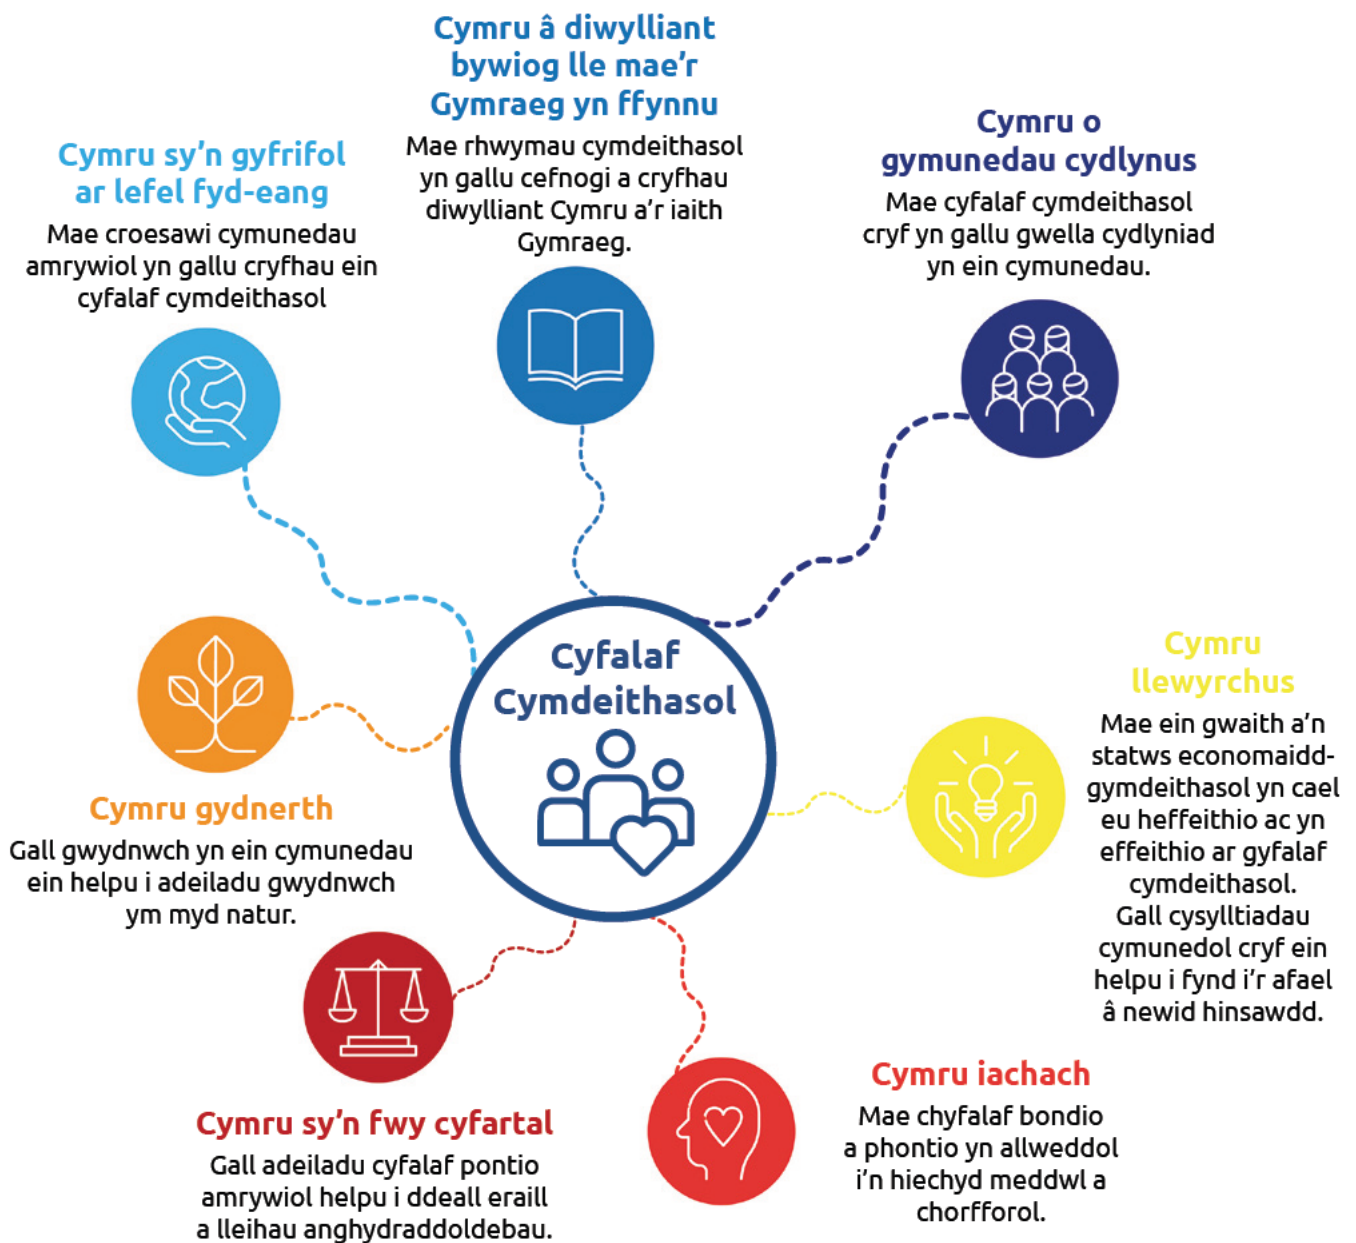 Cymru â diwylliant
bywiog lle mae'r
Gymraeg yn ffynnu
Mae rhwymau cymdeithasol
yn gallu cefnogi a cryfhau
diwylliant Cymru a'r iaith
Gymraeg.
Cymru o
gymunedau cydlynus
Mae cyfalaf cymdeithasol
cryf yn gallu gwella cydlyniad
yn ein cymunedau.
Cymru sy'n gyfrifol
ar lefel fyd-eang
Mae croesawi cymunedau
amrywiol yn gallu cryfhau ein
cyfalaf cymdeithasol
Cyfalaf
Cymdeithasol
Cymru
llewyrchus
Mae ein gwaith a'n
statws economaidd-
gymdeithasol yn cael
eu heffeithio ac yn
effeithio ar gyfalaf
cymdeithasol.
Gall cysylltiadau
cymunedol cryf ein
helpu i fynd i'r afael
â newid hinsawdd.
Cymru gydnerth
Gall gwydnwch yn ein cymunedau
ein helpu i adeiladu gwydnwch
ym myd natur.
Cymru sy'n fwy cyfartal
Gall adeiladu cyfalaf pontio
amrywiol helpu i ddeall eraill
a lleihau anghydraddoldebau.
Cymru iachach
Mae chyfalaf bondio
a phontio yn allweddol
i'n hiechyd meddwl a
chorfforol.